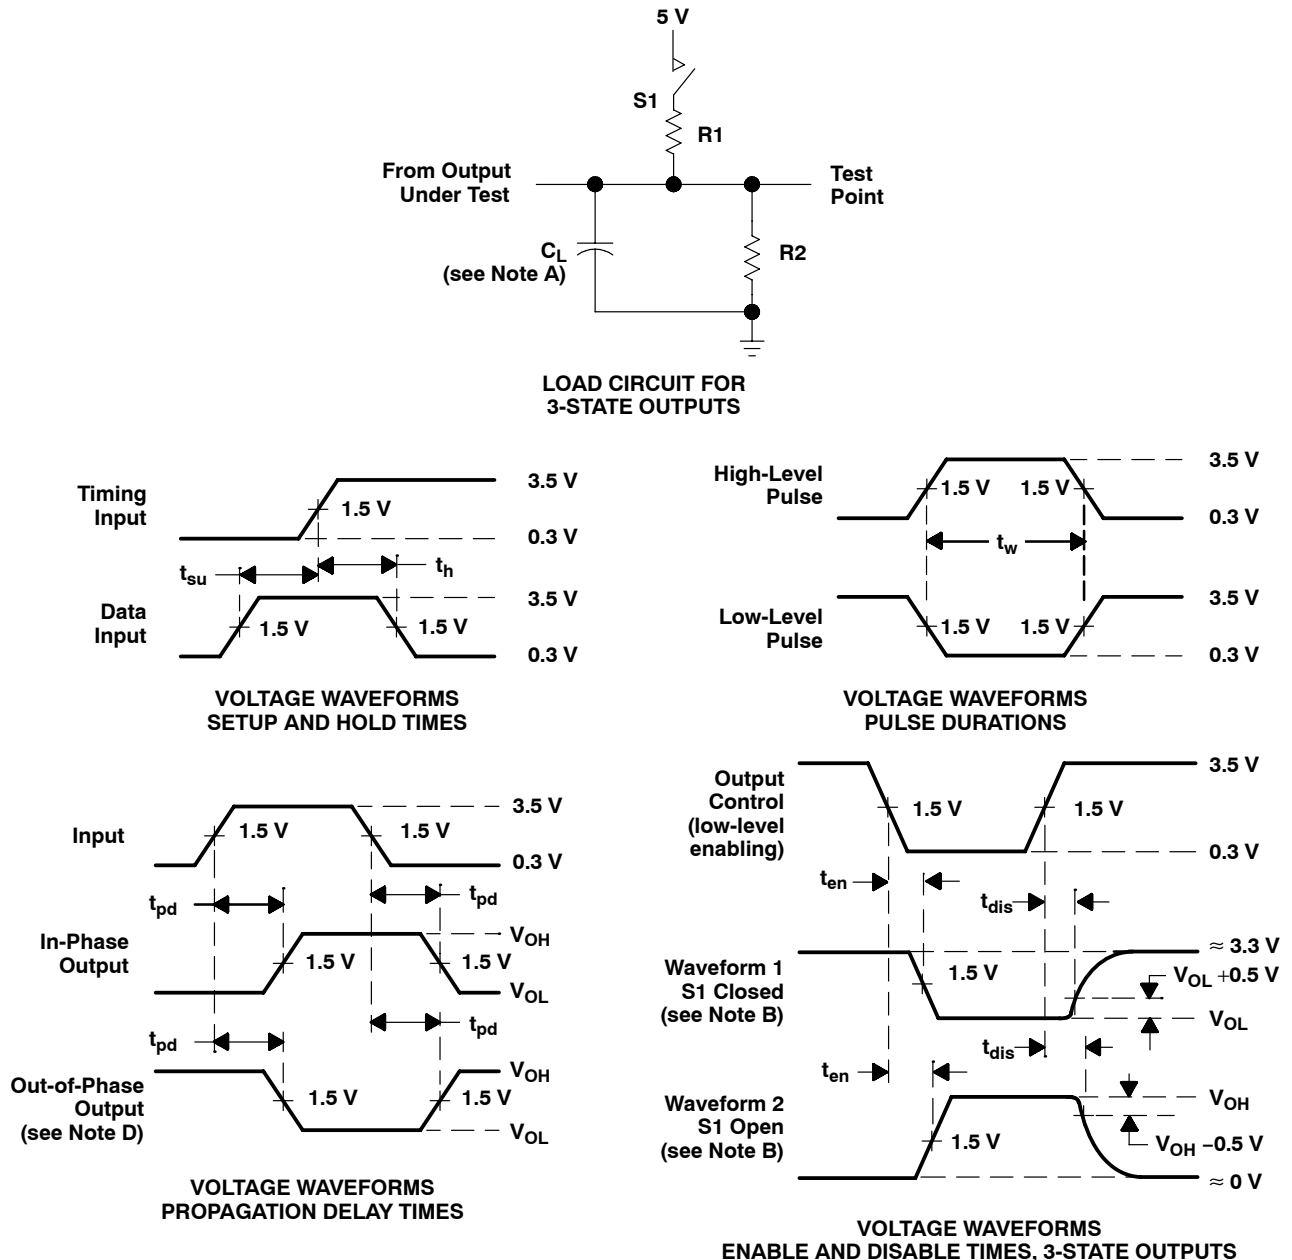 5 V
S1
R1
From Output
Under Test
Test
Point
CL
(see Note A)
R2
LOAD CIRCUIT FOR
3-STATE OUTPUTS
Timing
Input
1.5 V
3.5 V
0.3 V
tsu
th
Data
Input
1.5 V
1.5 V
3.5 V
0.3 V
VOLTAGE WAVEFORMS
SETUP AND HOLD TIMES
High-Level
Pulse
1.5 V
1.5 V
3.5 V
0.3 V
tw
Low-Level
Pulse
1.5 V
1.5 V
3.5 V
0.3 V
VOLTAGE WAVEFORMS
PULSE DURATIONS
Input
1.5 V
1.5 V
3.5 V
0.3 V
tpd
tpd
In-Phase
Output
1.5 V
1.5 V
VOH
VOL
tpd
tpd
Out-of-Phase
Output
(see Note D)
1.5 V
1.5 V
VOH
VOL
VOLTAGE WAVEFORMS
PROPAGATION DELAY TIMES
Output
Control
(low-level
enabling)
1.5 V
1.5 V
3.5 V
0.3 V
ten
tdis
Waveform 1
S1 Closed
(see Note B)
1.5 V
≈ 3.3 V
VOL +0.5 V
VOL
ten
tdis
Waveform 2
S1 Open
(see Note B)
1.5 V
VOH
VOH −0.5 V
≈ 0 V
VOLTAGE WAVEFORMS
ENABLE AND DISABLE TIMES, 3-STATE OUTPUTS